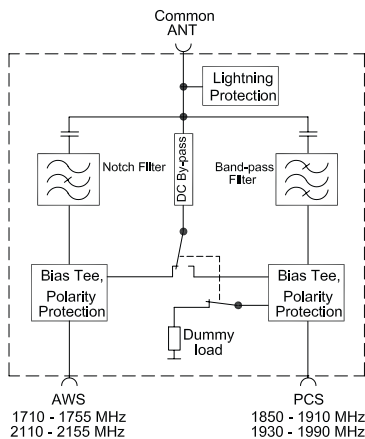 Common
ANT
Lightning
Protection
Notch Filter
DC By-pass
Band-pass
Filter
Bias Tee,
Polarity
Protection
Bias Tee,
Polarity
Protection
Dummy
load
AWS
1710 - 1755 MHz
2110 - 2155 MHz
PCS
1850 - 1910 MHz
1930 - 1990 MHz